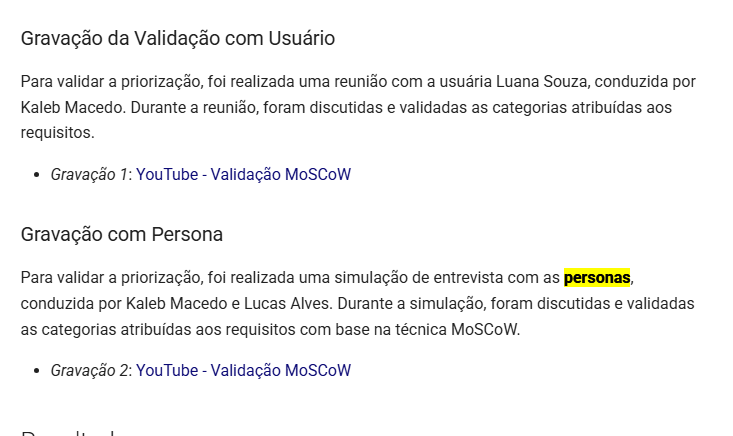 Gravação da Validação com Usuário
Para validar a priorização, foi realizada uma reunião com a usuária Luana Souza, conduzida por
Kaleb Macedo. Durante a reunião, foram discutidas e validadas as categorias atribuídas aos
requisitos.
• Gravação 1: YouTube - Validação MoSCoW
Gravação com Persona
Para validar a priorização, foi realizada uma simulação de entrevista com as personas,
conduzida por Kaleb Macedo e Lucas Alves. Durante a simulação, foram discutidas e validadas
as categorias atribuídas aos requisitos com base na técnica MoSCoW.
• Gravação 2: YouTube - Validação MoSCoW